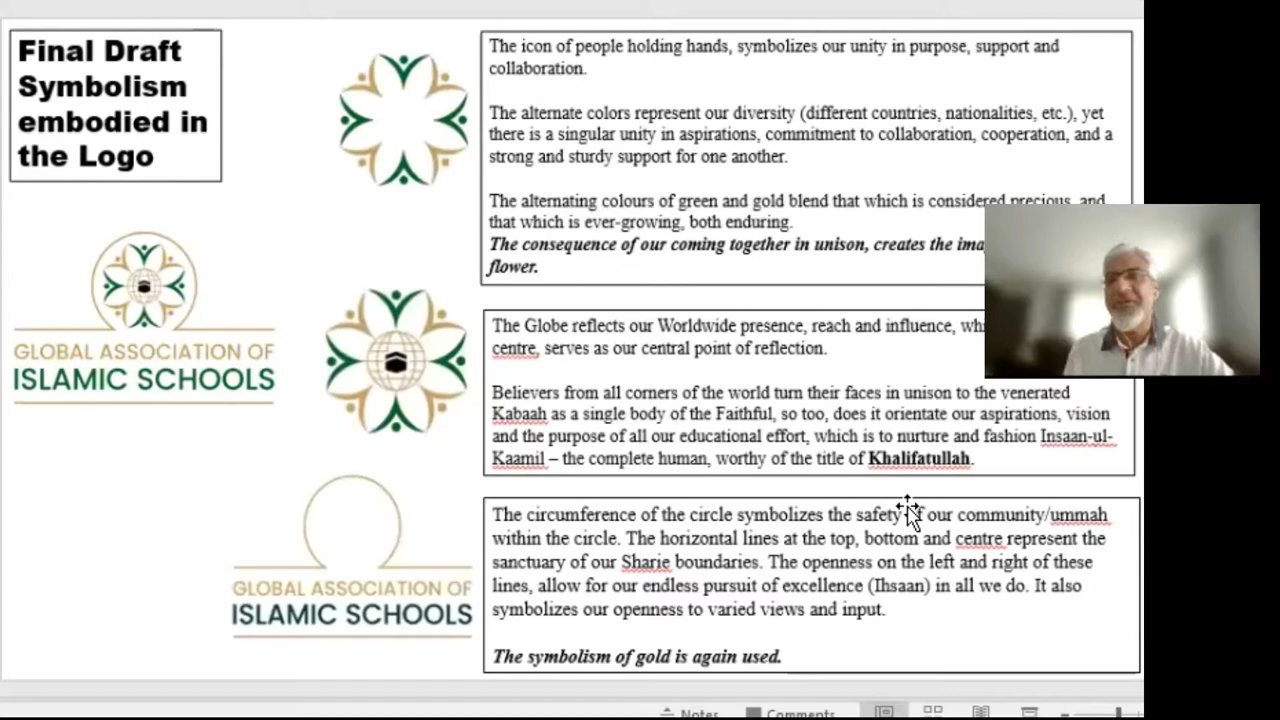 Final Draft
Symbolism
embodied in
the Logo
The icon of people holding hands, symbolizes our unity in purpose, support and
collaboration.
The alternate colors represent our diversity (different countries, nationalities, etc.), yet
there is a singular unity in aspirations, commitment to collaboration, cooperation, and a
strong and sturdy support for one another.
The alternating colours of green and gold blend that which is considered precious, and
that which is ever-growing, both enduring.
The consequence of our coming together in unison, creates the
flower.
GLOBAL ASSOCIATION OF
ISLAMIC SCHOOLS
The Globe reflects our Worldwide presence, reach and influence,
centre, serves as our central point of reflection.
Believers from all corners of the world turn their faces in unison to the venerated
Kabaah as a single body of the Faithful, so too, does it orientate our aspirations, vision
and the purpose of all our educational effort, which is to nurture and fashion Insaan-ul-
Kaamil – the complete human, worthy of the title of Khalifatullah.
GLOBAL ASSOCIATION OF
ISLAMIC SCHOOLS
The circumference of the circle symbolizes the safety of our community/ummah
within the circle. The horizontal lines at the top, bottom and centre represent the
sanctuary of our Sharie boundaries. The openness on the left and right of these
lines, allow for our endless pursuit of excellence (Ihsaan) in all we do. It also
symbolizes our openness to varied views and input.
The symbolism of gold is again used.
Notes
Comments